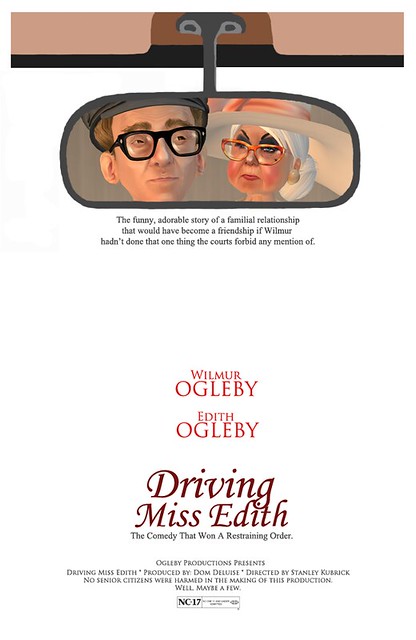 The funny, adorable story of a familial relationship
that would have become a friendship if Wilmur
hadn't done that one thing the courts forbid any mention of.
Wilmur
Ogleby
Edith
Ogleby
Driving
Miss Edith
The Comedy That Won A Restraining Order.
Ogleby Productions Presents
Driving Miss Edith * Produced by: Dom Deluise * Directed by Stanley Kubrick
No senior citizens were harmed in the making of this production.
Well, Maybe a few.
NC-17